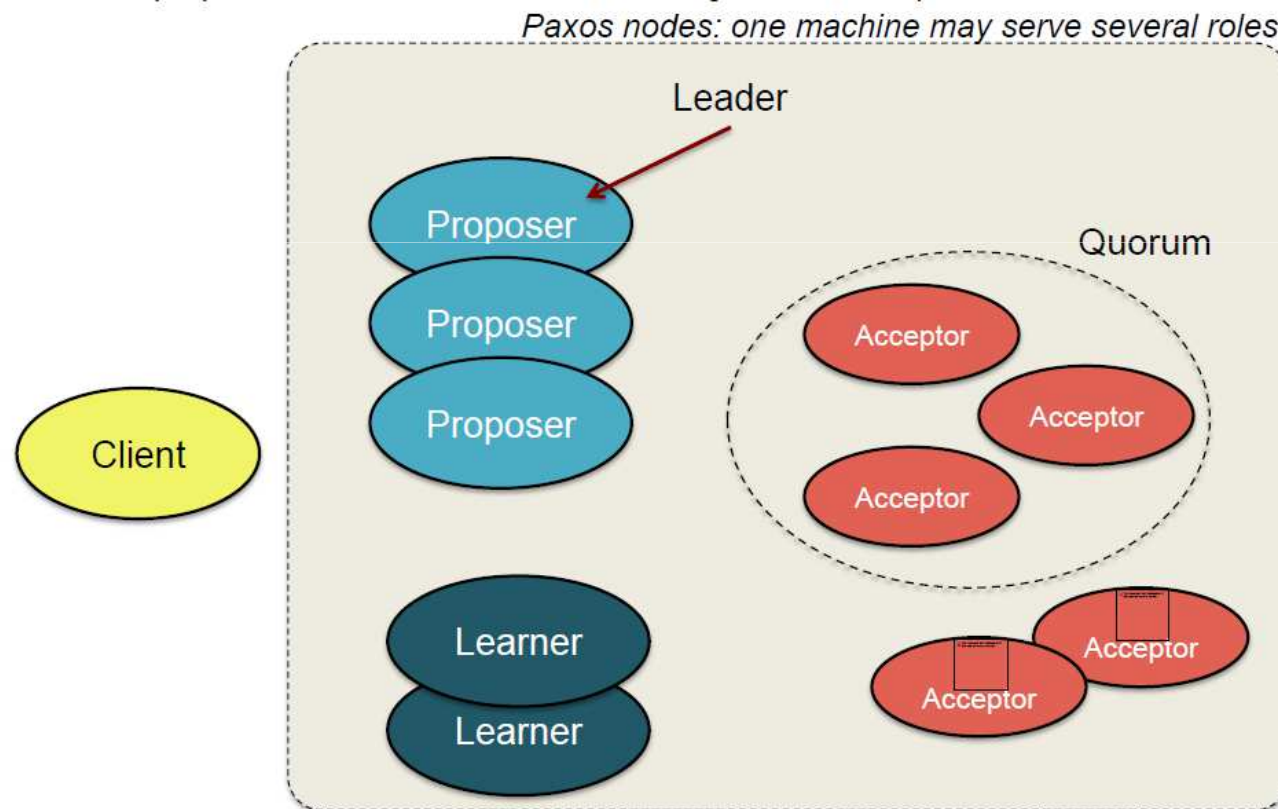 Paxos nodes: one machine may serve several roles
Leader
Proposer
Quorum
Proposer
Acceptor
Proposer
Acceptor
Client
Acceptor
Learner
Acceptor
Acceptor
Learner